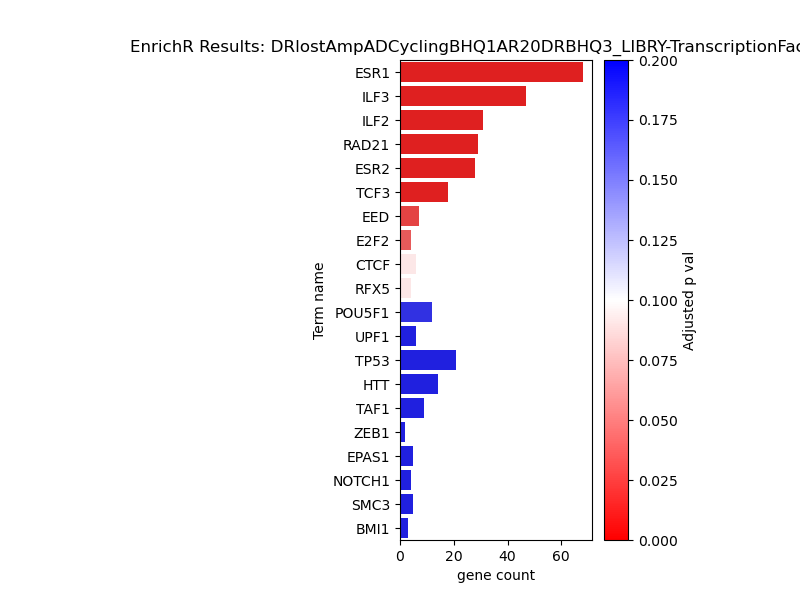 EnrichR Results: DRlostAmpADCyclingBHQ1AR20DRBHQ3_LIBRY-TranscriptionFac
ESR1
ILF3
ILF2
RAD21
ESR2
TCF3
EED
E2F2
CTCF
RFX5
POU5F1
UPF1
TP53
HTT
TAF1
ZEB1
EPAS1
NOTCH1
SMC3
BMI1
Term name
0 20 40 60
gene count
0.200
0.175
0.150
0.125
0.100
0.075
0.050
0.025
0.000
Adjusted p val